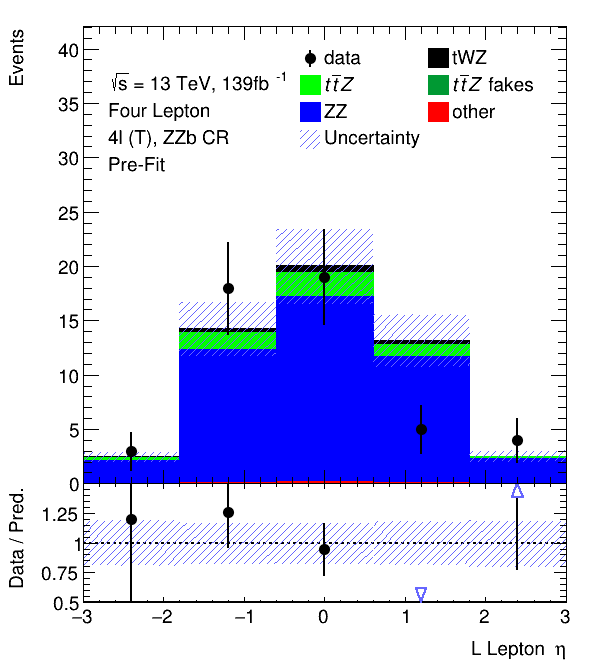 Events
40
35
30
25
20
15
10
5
0
√s = 13 TeV, 139fb⁻¹
Four Lepton
4l (T), ZZb CR
Pre-Fit
data
tt̄Z
ZZ
Uncertainty
tWZ
tt̄Z fakes
other
Data / Pred.
1.25
1
0.75
0.5
−3 −2 −1 0 1 2 3
L Lepton η